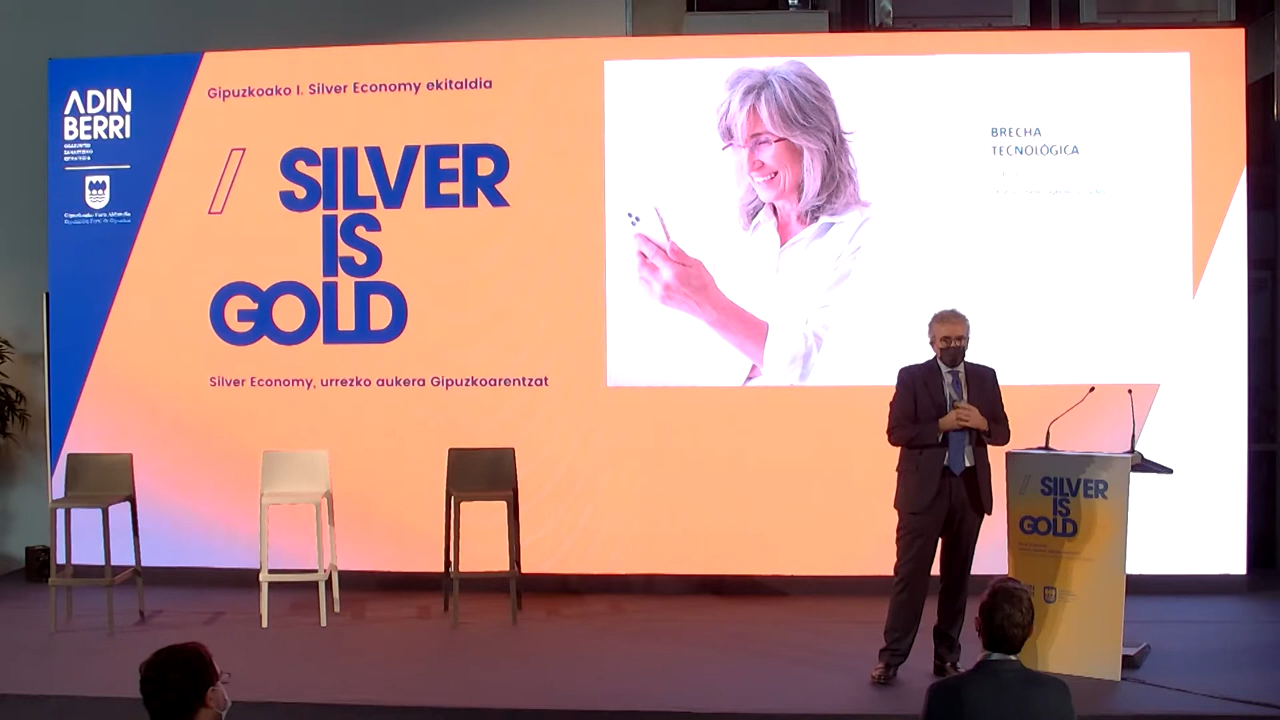 ADIN
BERRI
Gipuzkoako I. Silver Economy ekitaldia
/ SILVER
IS
GOLD
Silver Economy, urrezko aukera Gipuzkoarentzat
BRECHA
TECNOLÓGICA
/ SILVER
IS
GOLD